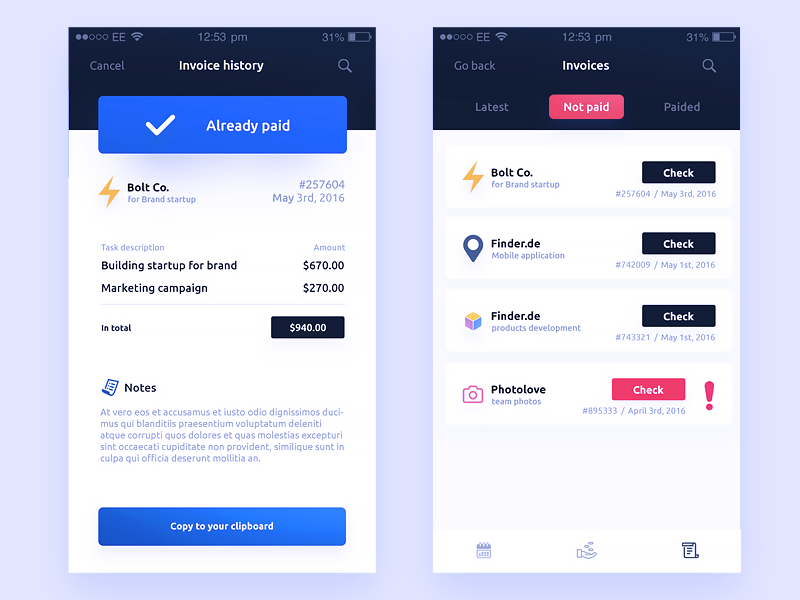 EE 12:53 pm 31%
Cancel Invoice history
Already paid
Bolt Co. #257604
for Brand startup May 3rd, 2016
Task description Amount
Building startup for brand $670.00
Marketing campaign $270.00
In total $940.00
Notes
At vero eos et accusamus et iusto odio dignissimos duci-
mus qui blanditiis praesentium voluptatum deleniti
atque corrupti quos dolores et quas molestias excepturi
sint occaecati cupiditate non provident, similique sunt in
culpa qui officia deserunt mollitia an.
Copy to your clipboard
EE 12:53 pm 31%
Go back Invoices
Latest Not paid Paided
Bolt Co. Check
for Brand startup #257604 / May 3rd, 2016
Finder.de Check
Mobile application #742009 / May 1st, 2016
Finder.de Check
products development #743321 / May 1st, 2016
Photolove Check
team photos #895333 / April 3rd, 2016